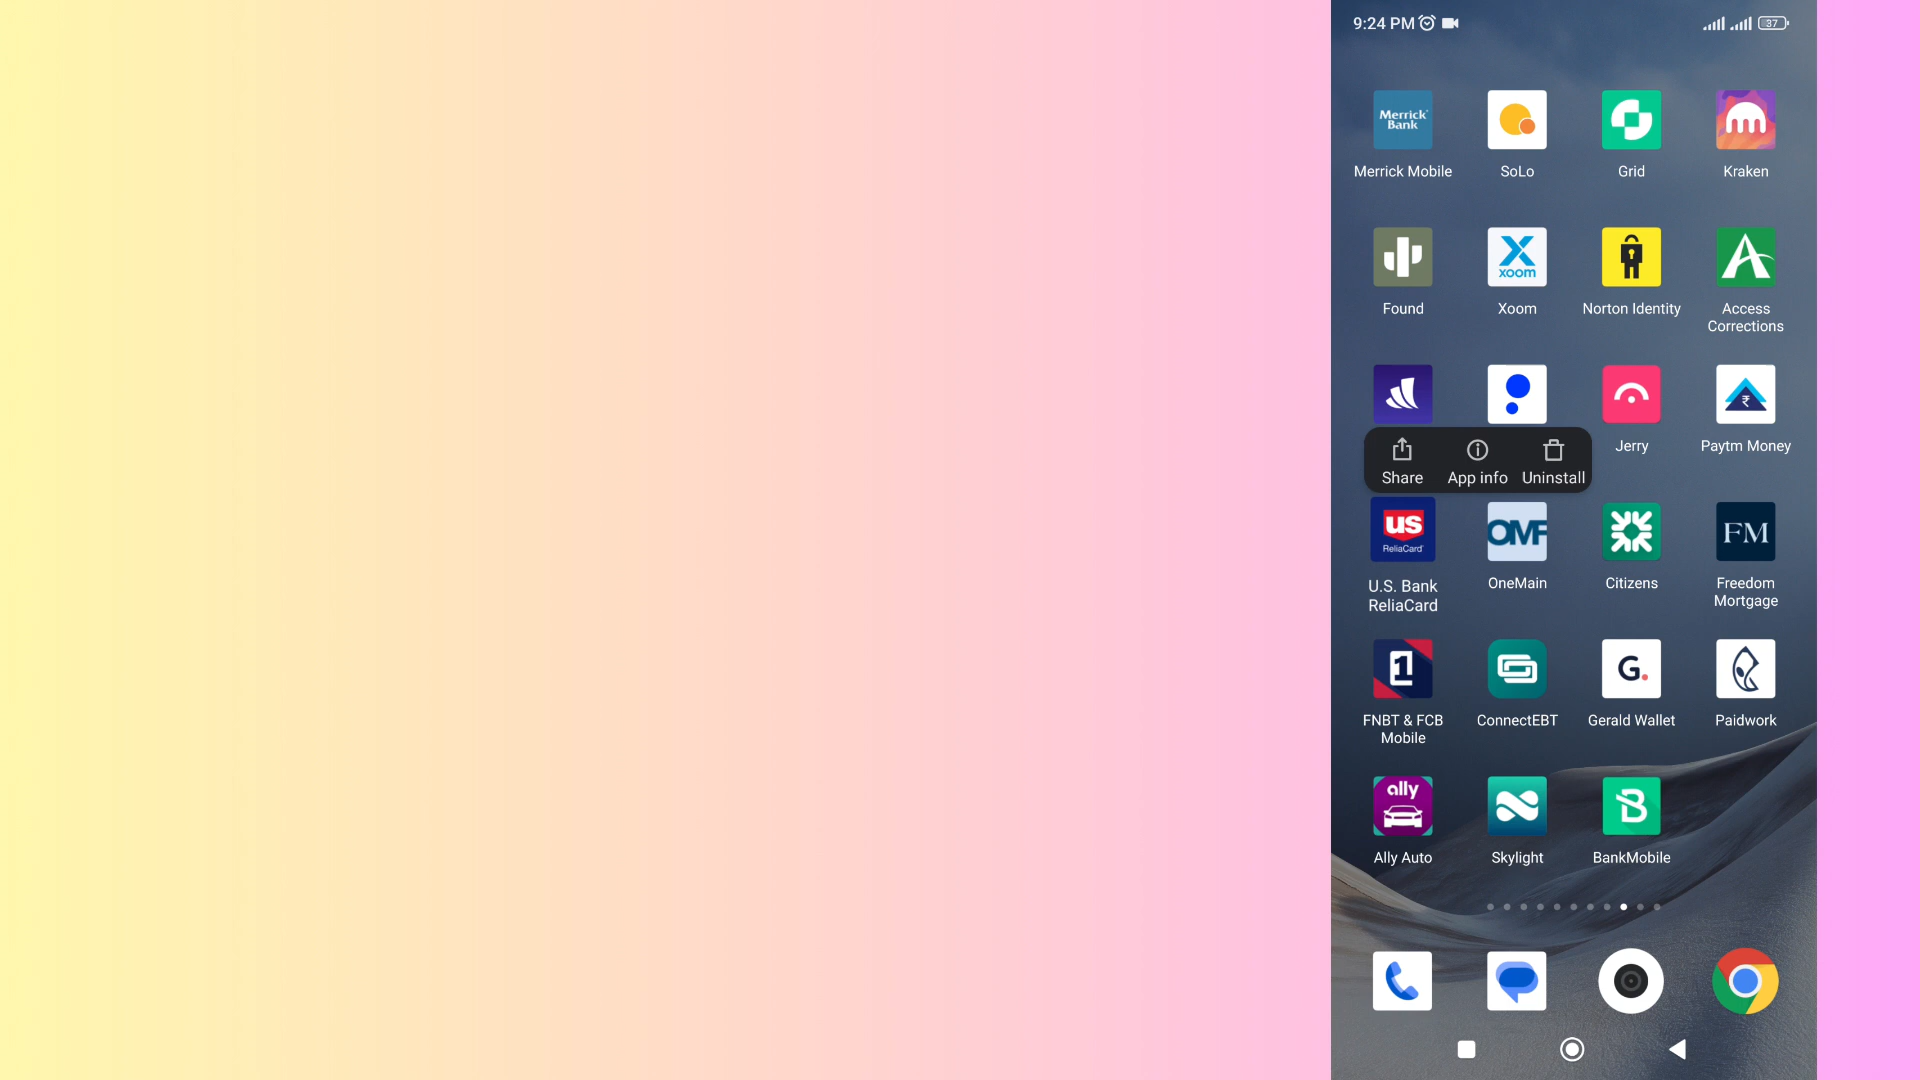 9:24 PM
37
Merrick
Bank
Merrick Mobile
SoLo
Grid
Kraken
Found
X
xoom
Xoom
Norton Identity
Access
Corrections
Jerry
Paytm Money
Share
App info
Uninstall
us
ReliaCard
U.S. Bank
ReliaCard
OMF
OneMain
Citizens
FM
Freedom
Mortgage
1
FNBT & FCB
Mobile
ConnectEBT
G.
Gerald Wallet
Paidwork
ally
Ally Auto
Skylight
B
BankMobile